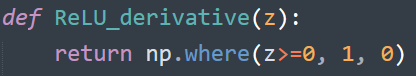 def ReLU_derivative(z):
    return np.where(z>=0, 1, 0)